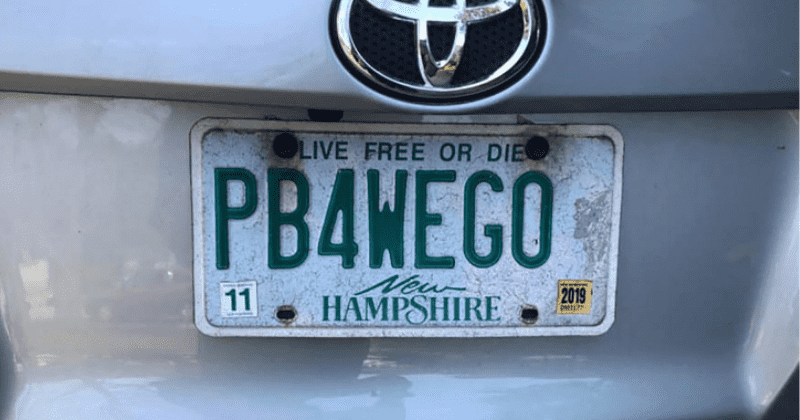 LIVE FREE OR DIE
PB4WEGO
New
HAMPSHIRE
11
2019